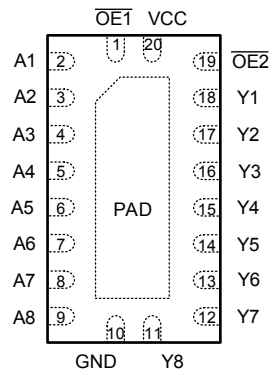 O̅E̅1̅ VCC
1 20
A1 2 19 O̅E̅2̅
A2 3 18 Y1
A3 4 17 Y2
A4 5 16 Y3
A5 6 PAD 15 Y4
A6 7 14 Y5
A7 8 13 Y6
A8 9 12 Y7
10 11
GND Y8